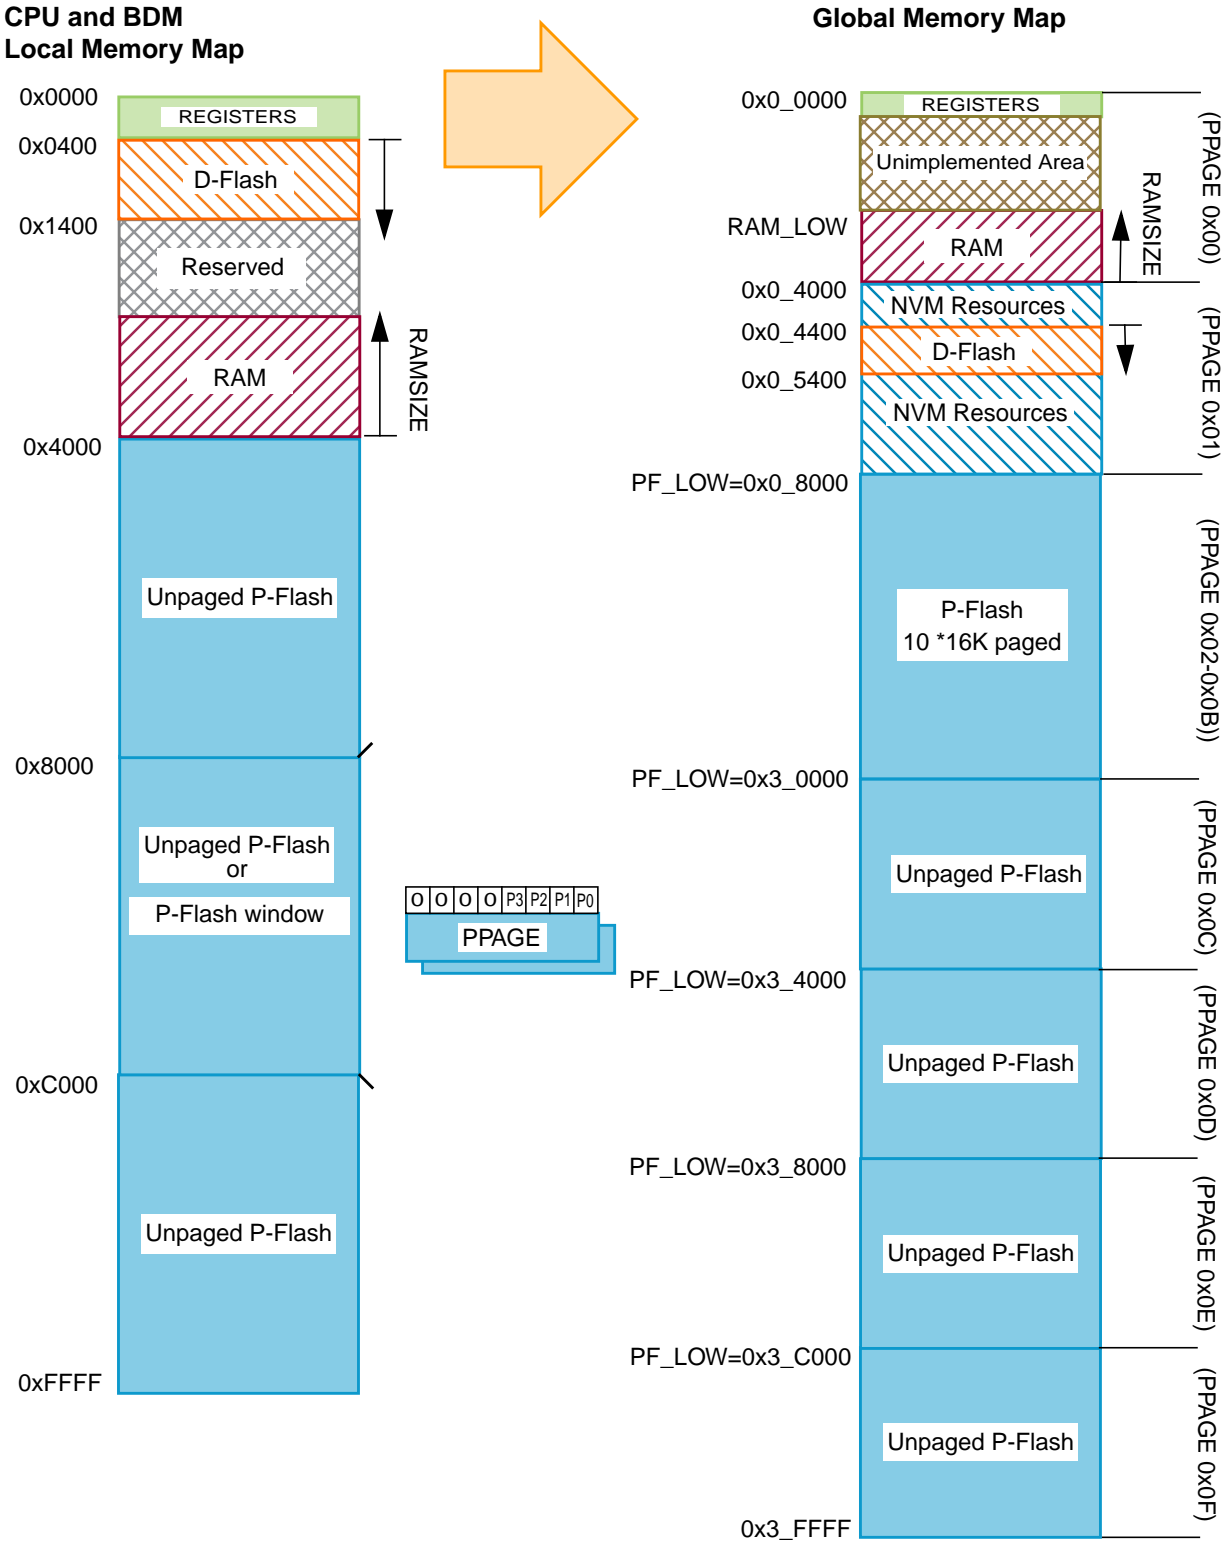 CPU and BDM
Local Memory Map
0x0000
REGISTERS
0x0400
D-Flash
0x1400
Reserved
RAM
RAMSIZE
0x4000
Unpaged P-Flash
0x8000
Unpaged P-Flash
or
P-Flash window
0xC000
Unpaged P-Flash
0xFFFF
0 0 0 0 P3 P2 P1 P0
PPAGE
Global Memory Map
0x0_0000
REGISTERS
Unimplemented Area
RAM_LOW
RAM
RAMSIZE
(PPAGE 0x00)
0x0_4000
NVM Resources
0x0_4400
D-Flash
0x0_5400
NVM Resources
(PPAGE 0x01)
PF_LOW=0x0_8000
P-Flash
10 *16K paged
(PPAGE 0x02-0x0B))
PF_LOW=0x3_0000
Unpaged P-Flash
(PPAGE 0x0C)
PF_LOW=0x3_4000
Unpaged P-Flash
(PPAGE 0x0D)
PF_LOW=0x3_8000
Unpaged P-Flash
(PPAGE 0x0E)
PF_LOW=0x3_C000
Unpaged P-Flash
(PPAGE 0x0F)
0x3_FFFF